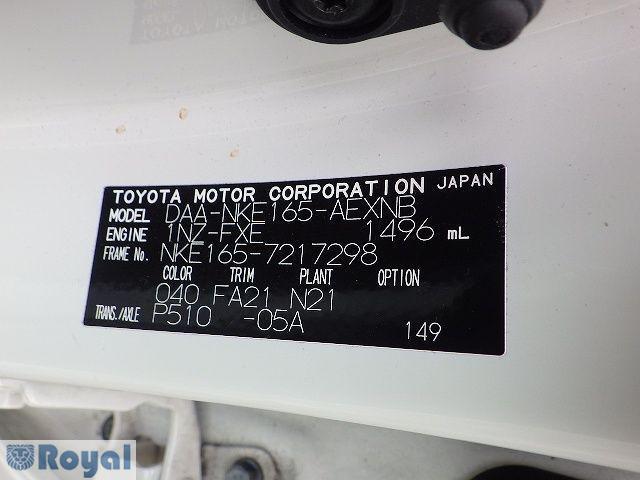 TOYOTA MOTOR CORPORATION JAPAN
MODEL DAA-NKE165-AEXNB
ENGINE 1NZ-FXE 1496 mL
FRAME No. NKE165-7217298
COLOR TRIM PLANT OPTION
040 FA21 N21
TRANS./AXLE P510 -05A
149
Royal